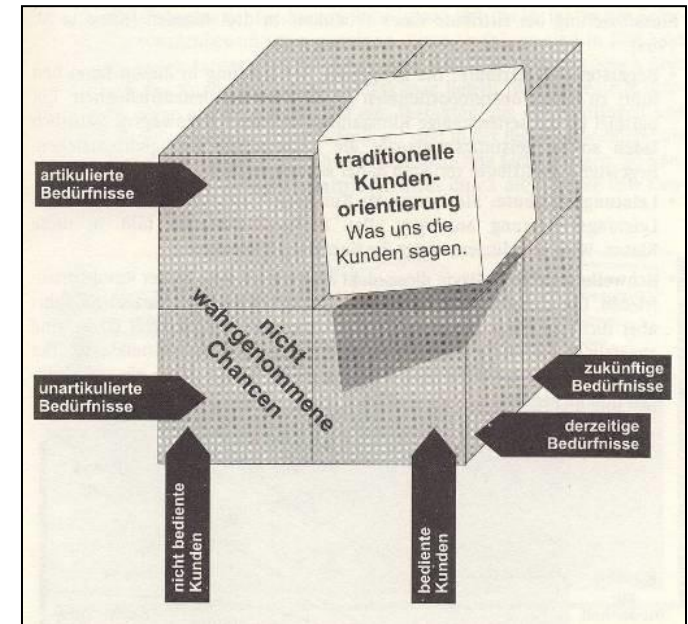 artikulierte
Bedürfnisse
traditionelle
Kunden-
orientierung
Was uns die
Kunden sagen.
nicht
wahrgenommene
Chancen
unartikulierte
Bedürfnisse
zukünftige
Bedürfnisse
derzeitige
Bedürfnisse
nicht bediente
Kunden
bediente
Kunden